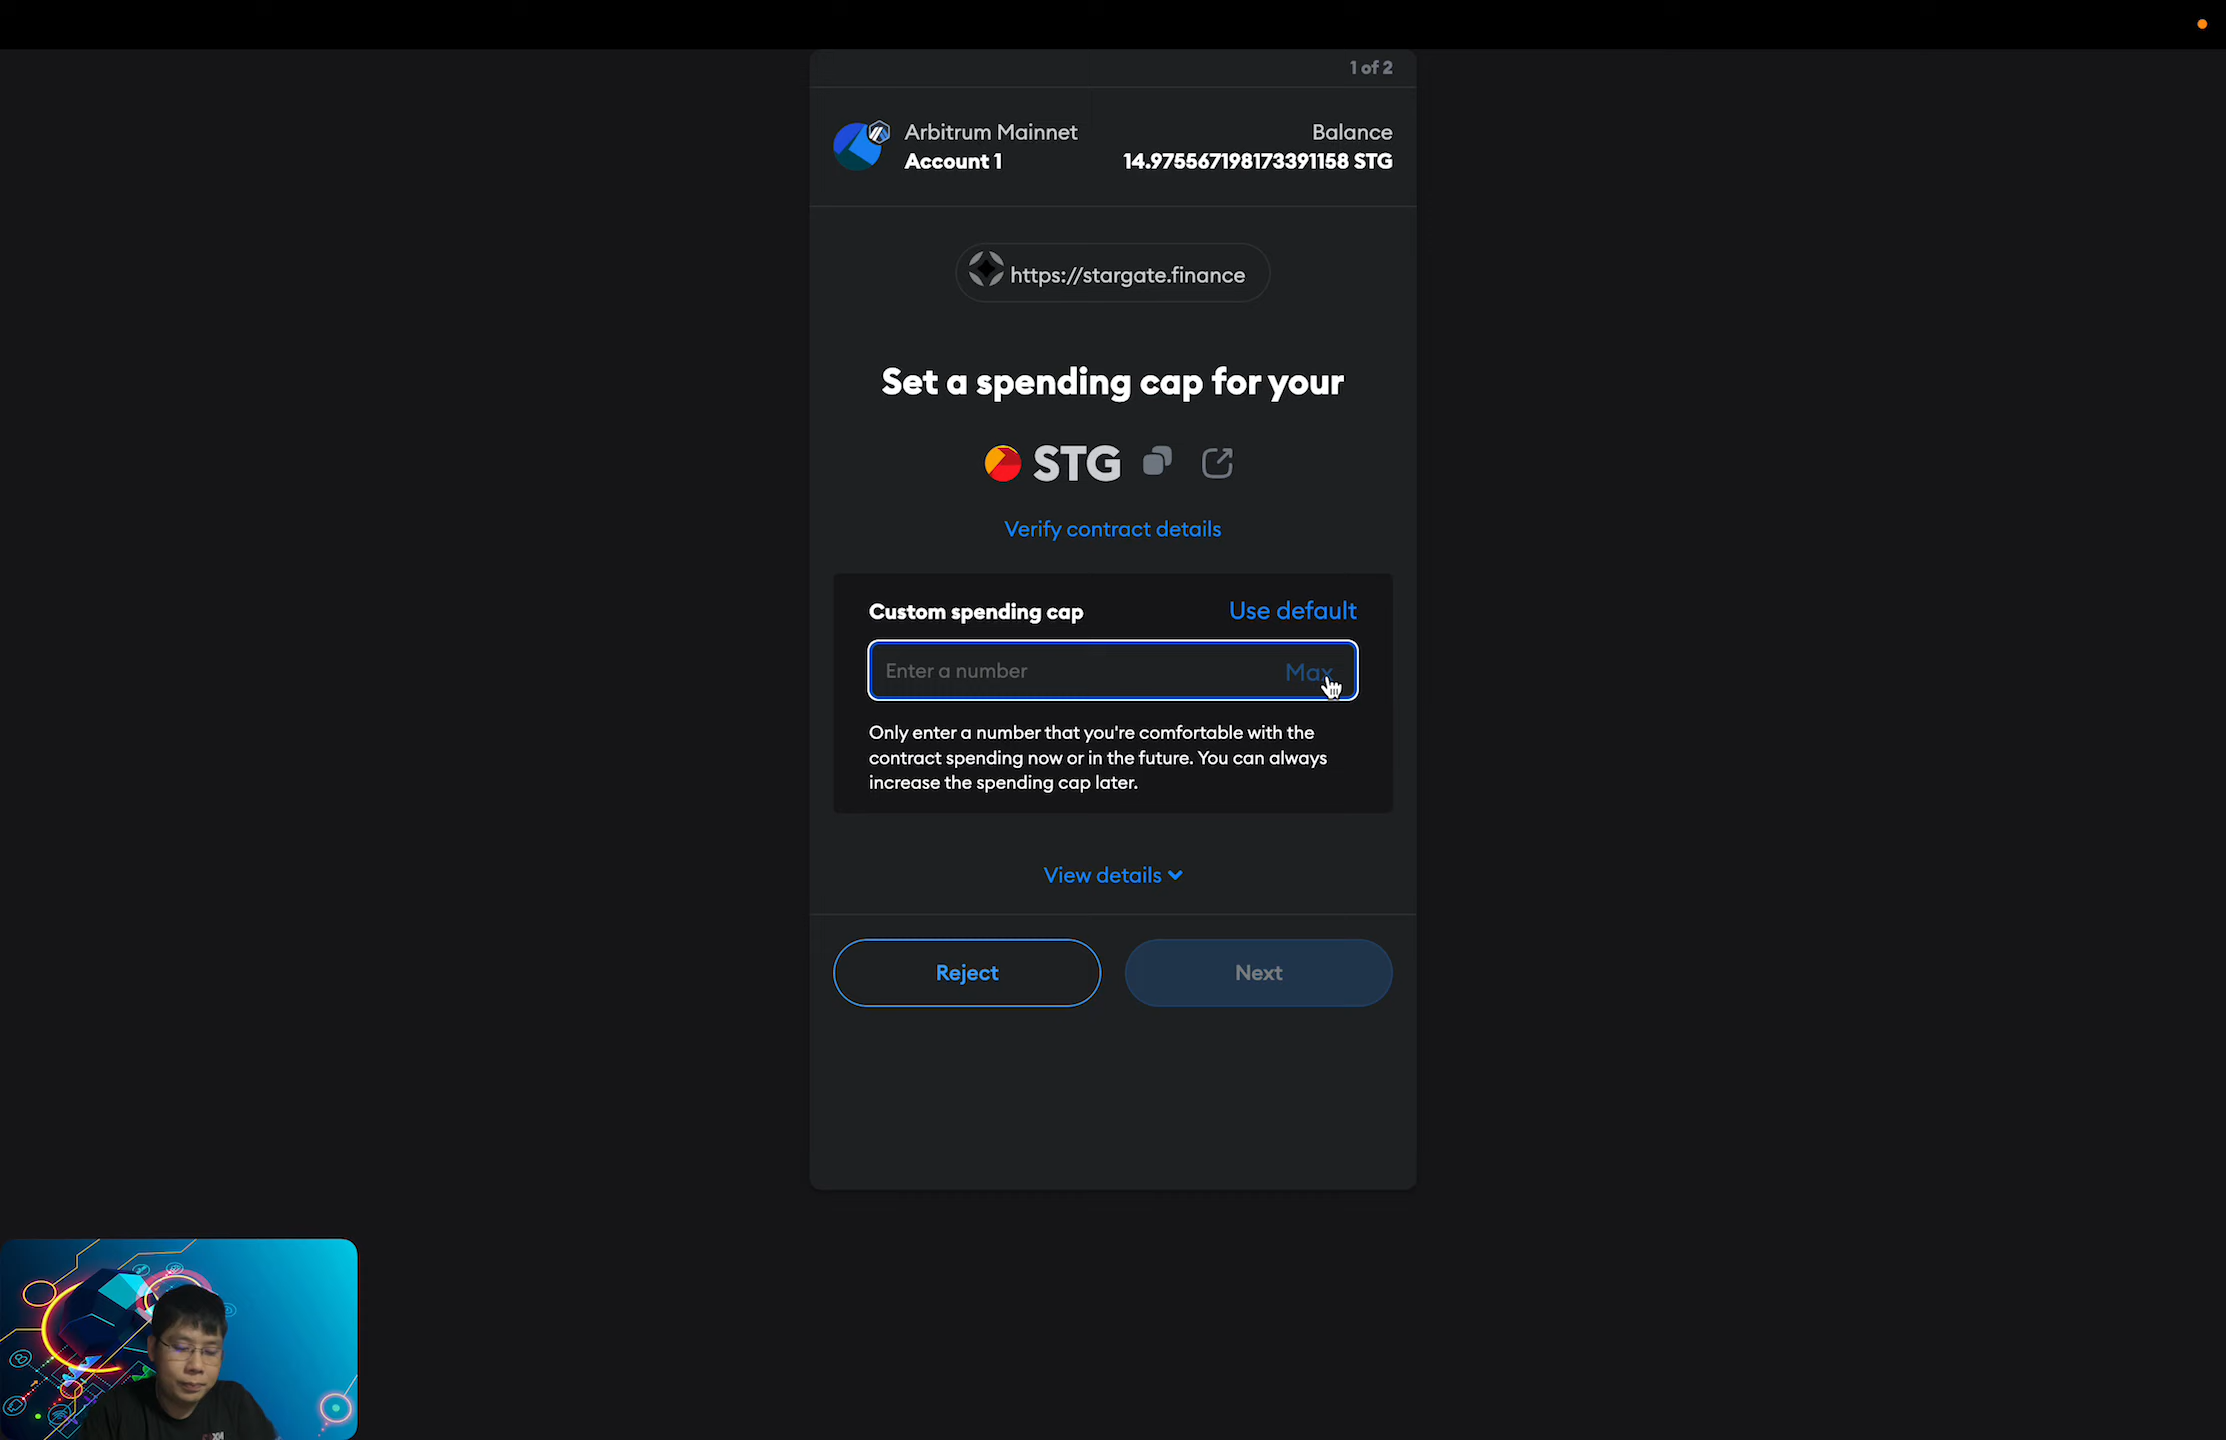 1 of 2
Arbitrum Mainnet
Account 1
Balance
14.975567198173391158 STG
https://stargate.finance
Set a spending cap for your
STG
Verify contract details
Custom spending cap
Use default
Enter a number
Max
Only enter a number that you're comfortable with the
contract spending now or in the future. You can always
increase the spending cap later.
View details
Reject
Next